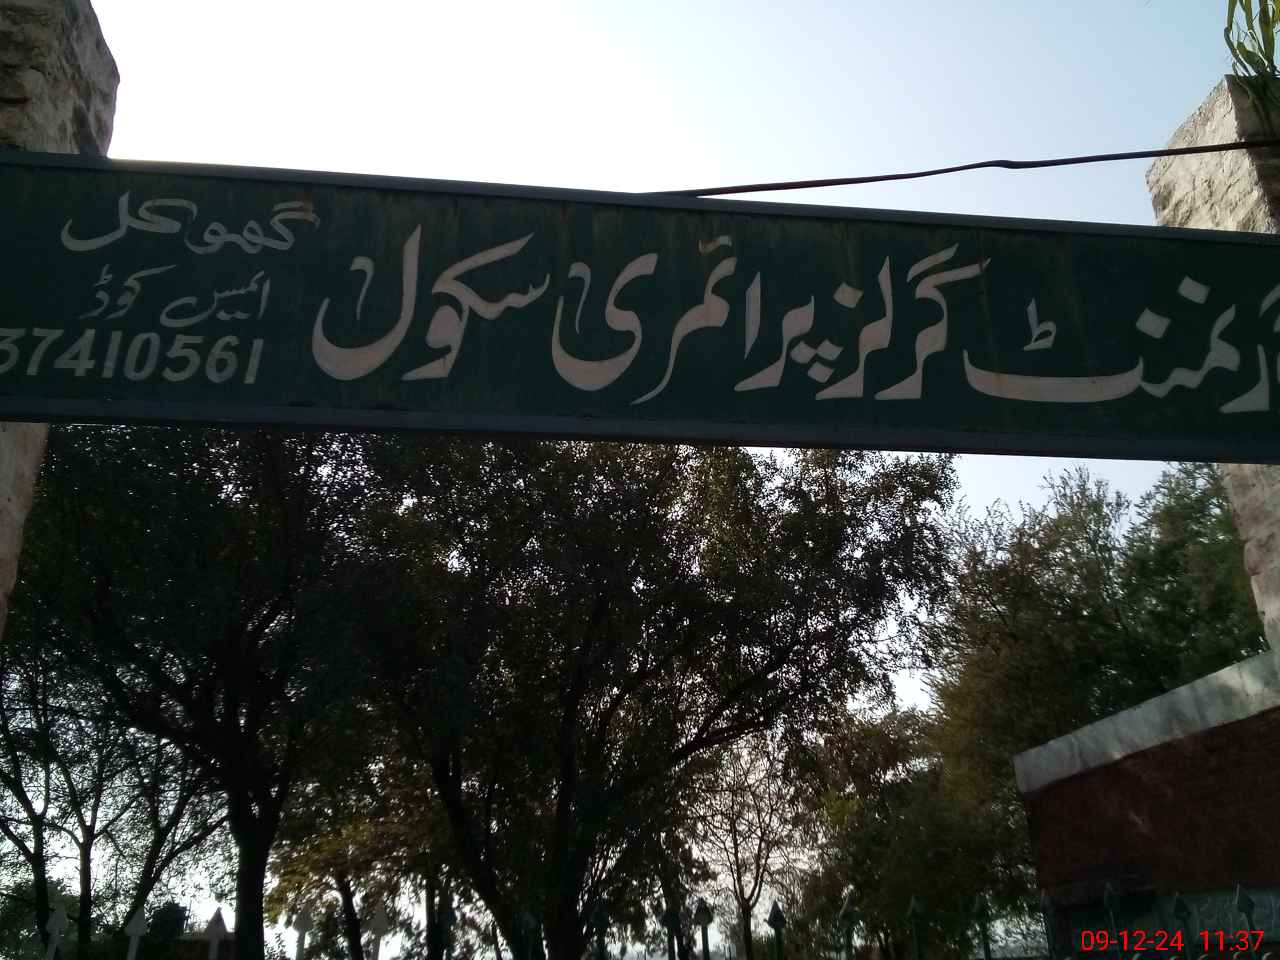 گرلز پرائمری سکول
گھوکل
ایمیس کوڈ
37410561
09-12-24 11:37